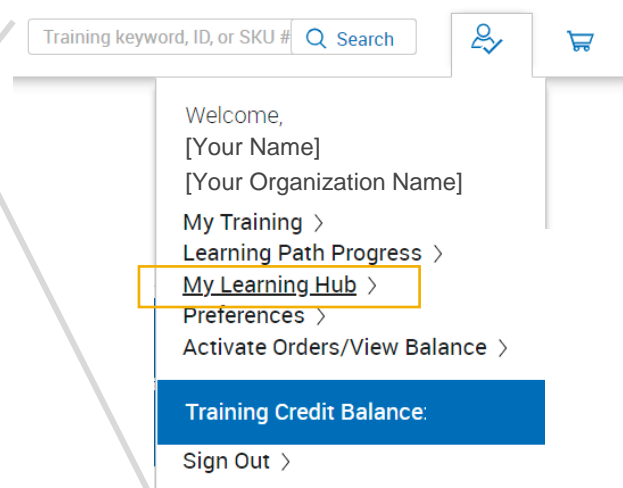 Training keyword, ID, or SKU # Search
Welcome,
[Your Name]
[Your Organization Name]
My Training >
Learning Path Progress >
My Learning Hub >
Preferences >
Activate Orders/View Balance >
Training Credit Balance:
Sign Out >